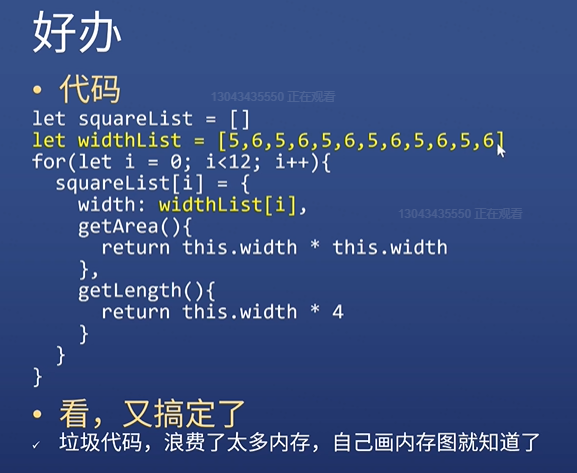 好办
• 代码
13043435550 正在观看
let squareList = []
let widthList = [5,6,5,6,5,6,5,6,5,6,5,6]
for(let i = 0; i<12; i++){
  squareList[i] = {
    width: widthList[i],
13043435550 正在观看
    getArea(){
      return this.width * this.width
    },
    getLength(){
      return this.width * 4
    }
  }
}
• 看，又搞定了
✓ 垃圾代码，浪费了太多内存，自己画内存图就知道了